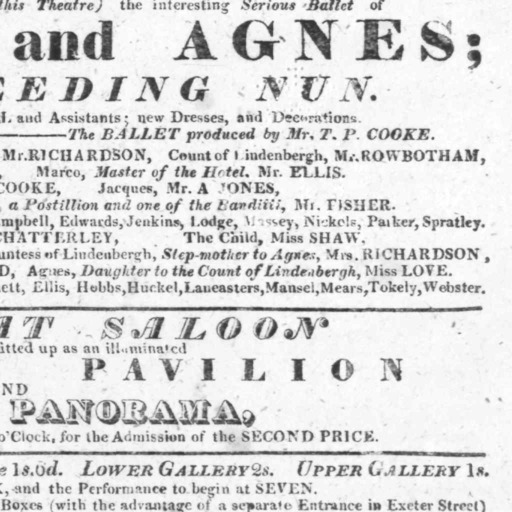 this Theatre) the interesting Serious Ballet of
and AGNES;
EEDING NUN.
and Assistants; new Dresses, and Decorations.
The BALLET produced by Mr. T. P. COOKE.
Mr. RICHARDSON, Count of Lindenbergh, Mr. ROWBOTHAM,
Marco, Master of the Hotel. Mr. ELLIS.
COOKE, Jacques, Mr. A JONES,
a Postillion and one of the Banditti, Mr. FISHER.
mpbell, Edwards, Jenkins, Lodge, Massey, Nickels, Parker, Spratley.
CHATTERLEY, The Child, Miss SHAW.
untess of Lindenbergh, Step-mother to Agnes, Mrs. RICHARDSON,
D, Agnes, Daughter to the Count of Lindenbergh, Miss LOVE.
ett, Ellis, Hobbs, Huckel, Lancasters, Mansel, Mears, Tokely, Webster.
AT SALOON
itted up as an illuminated
PAVILION
ND
PANORAMA,
o'Clock, for the Admission of the SECOND PRICE.
e 1s.6d. LOWER GALLERY 2s. UPPER GALLERY 1s.
K, and the Performance to begin at SEVEN.
Boxes (with the advantage of a separate Entrance in Exeter Street)